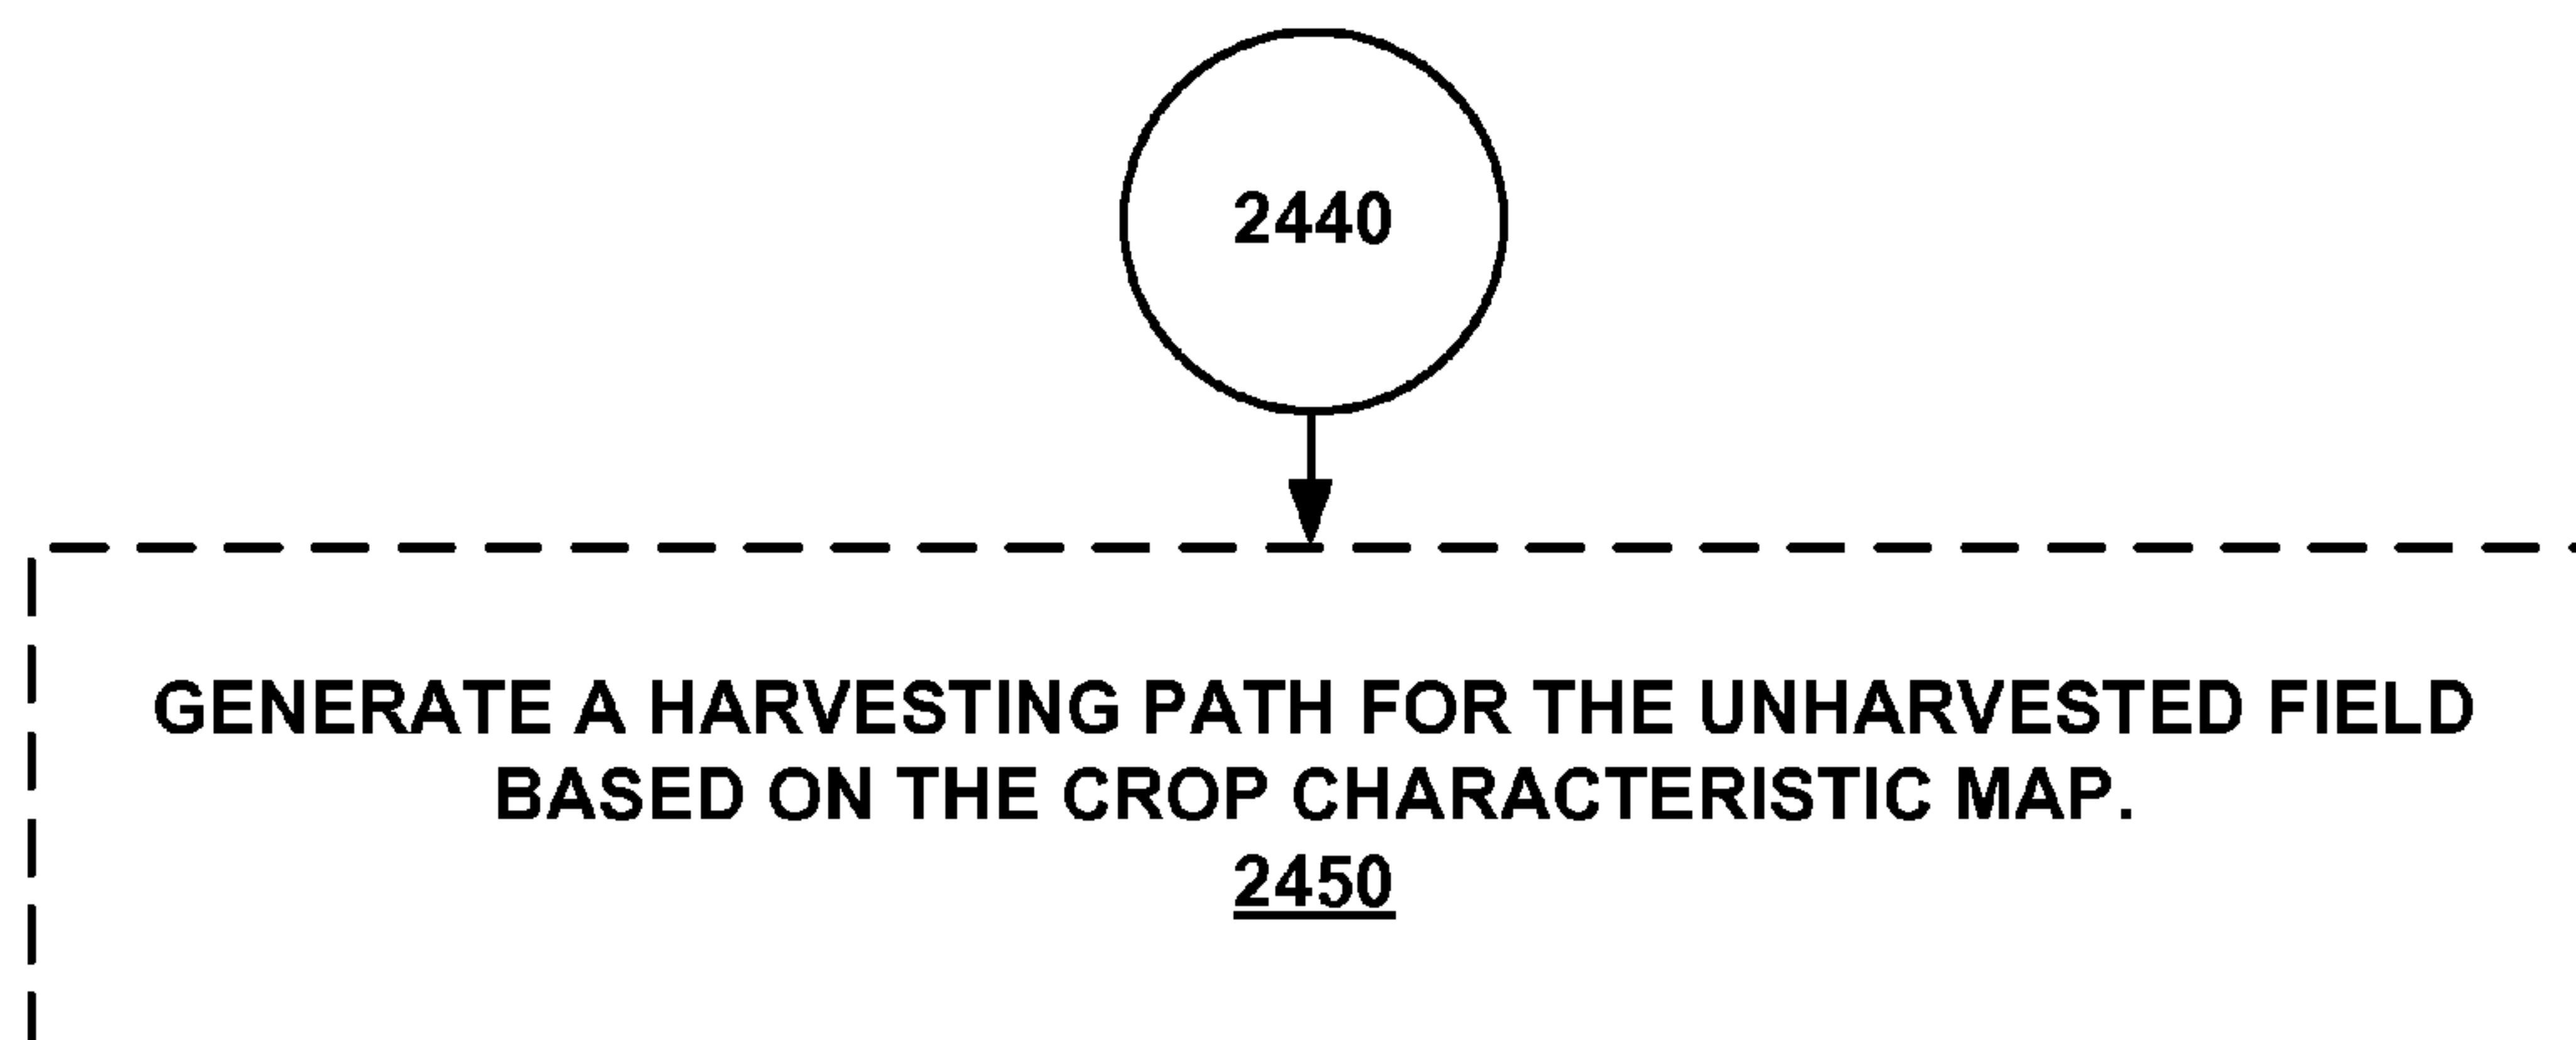 2440
GENERATE A HARVESTING PATH FOR THE UNHARVESTED FIELD
BASED ON THE CROP CHARACTERISTIC MAP.
2450